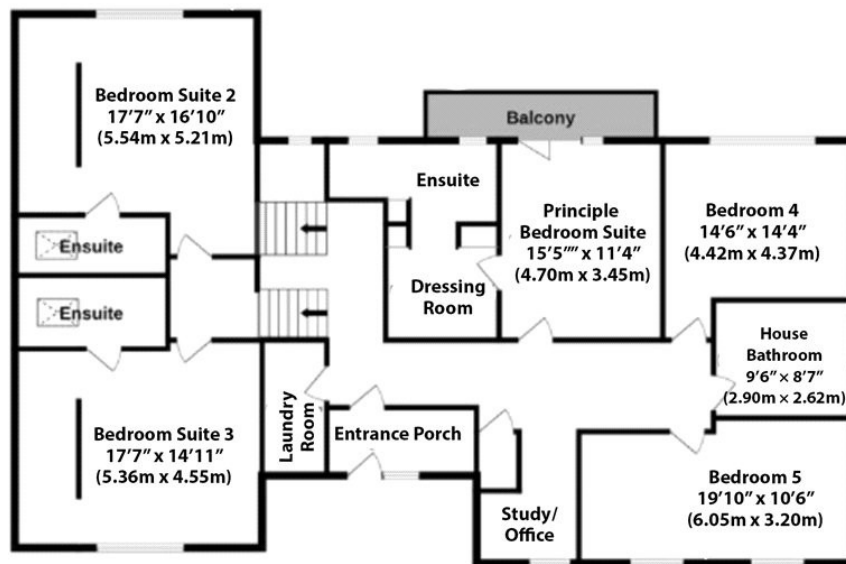 Bedroom Suite 2
17’7” x 16’10”
(5.54m x 5.21m)
Ensuite
Ensuite
Bedroom Suite 3
17’7” x 14’11”
(5.36m x 4.55m)
Laundry
Room
Entrance Porch
Balcony
Ensuite
Dressing
Room
Principle
Bedroom Suite
15’5”” x 11’4”
(4.70m x 3.45m)
Bedroom 4
14’6” x 14’4”
(4.42m x 4.37m)
House
Bathroom
9’6” × 8’7”
(2.90m × 2.62m)
Bedroom 5
19’10” x 10’6”
(6.05m x 3.20m)
Study/
Office